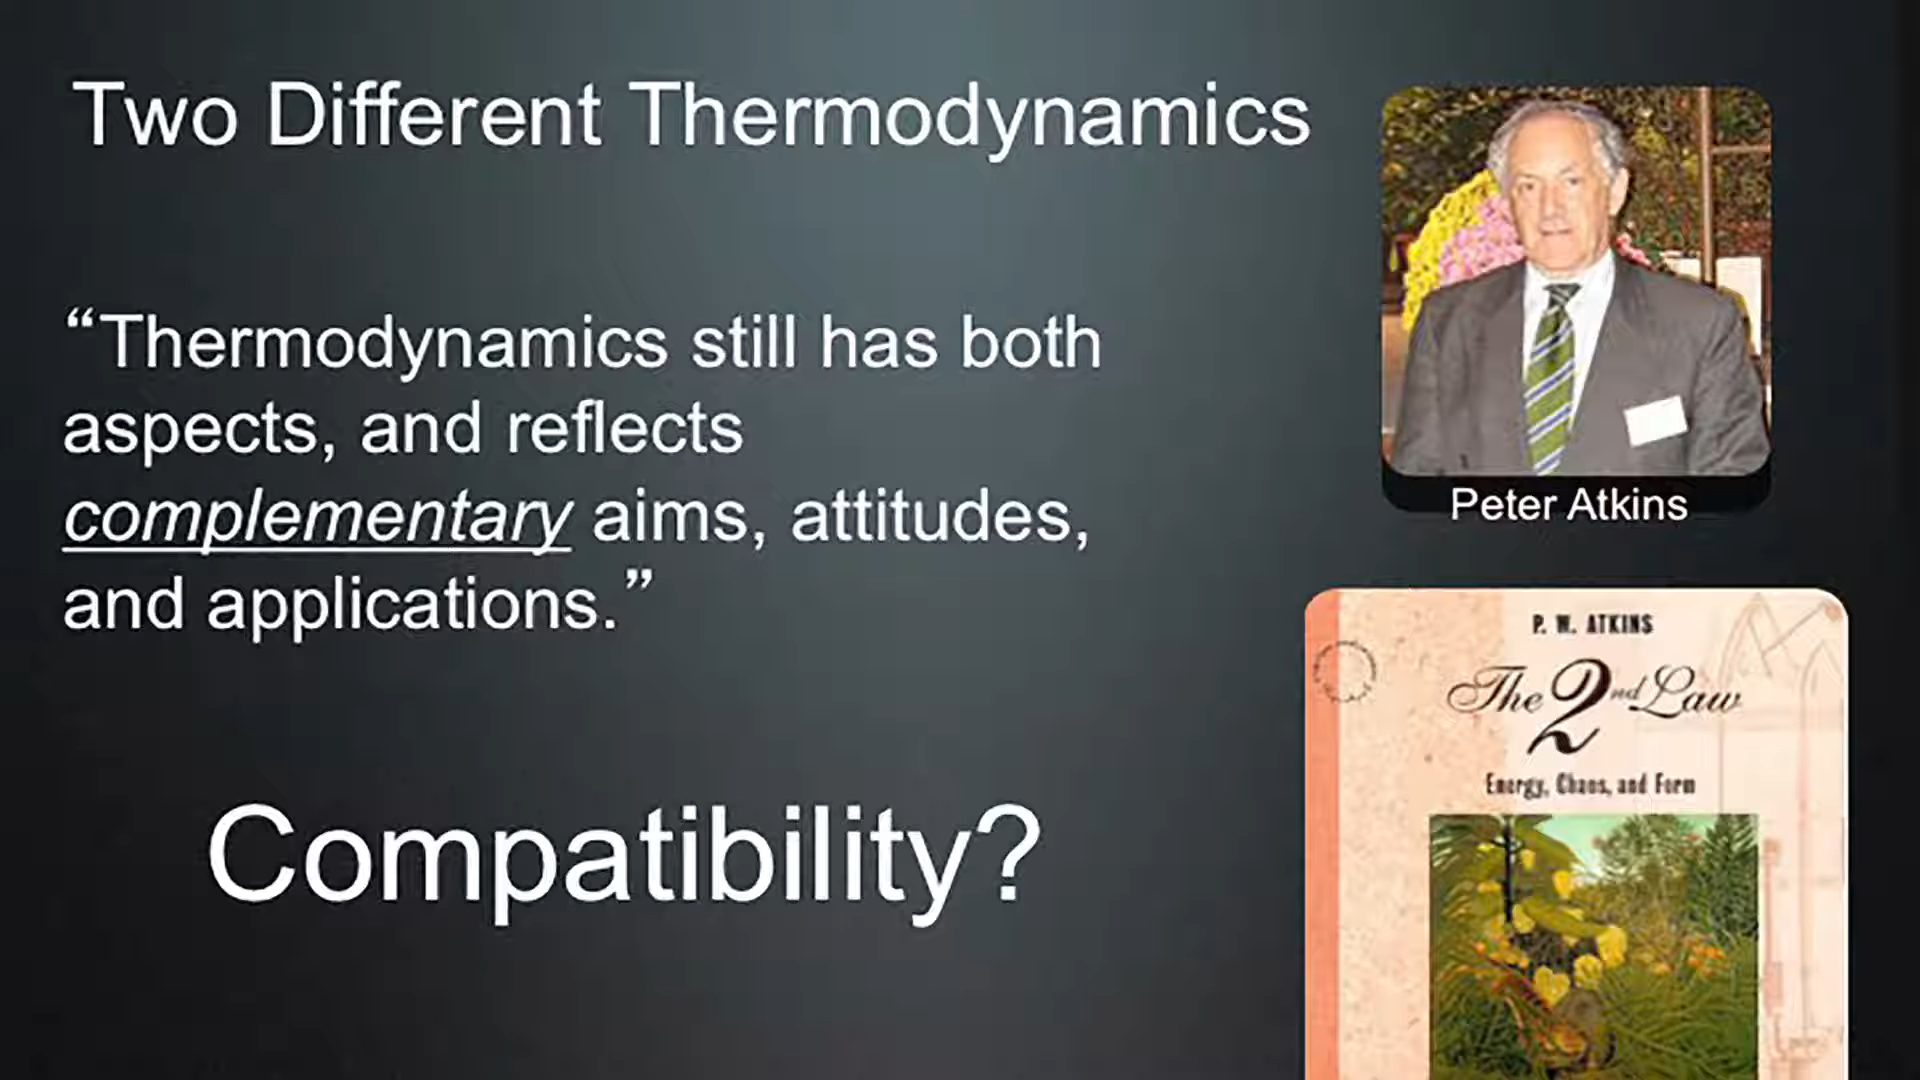 Two Different Thermodynamics
“Thermodynamics still has both
aspects, and reflects
complementary aims, attitudes,
and applications.”
Compatibility?
Peter Atkins
P. W. ATKINS
The 2nd Law
Energy, Chaos, and Form